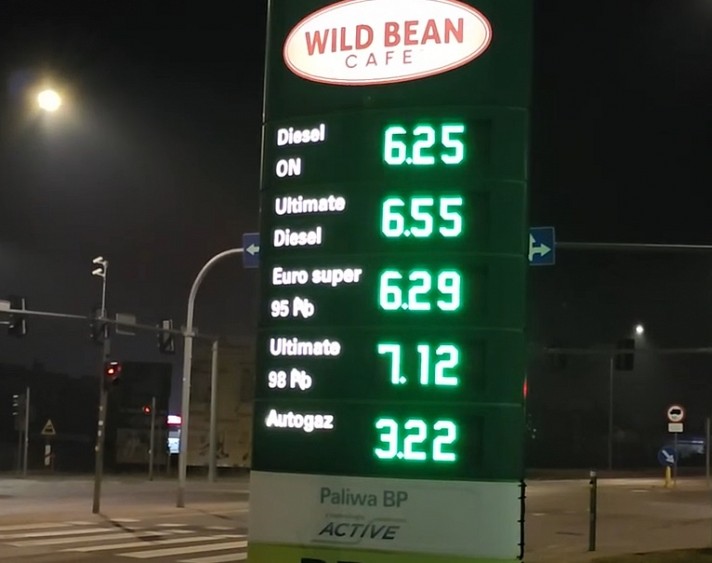 WILD BEAN
CAFE
Diesel
ON
6.25
Ultimate
Diesel
6.55
Euro super
95 Pb
6.29
Ultimate
98 Pb
7.12
Autogaz
3.22
Paliwa BP
ACTIVE